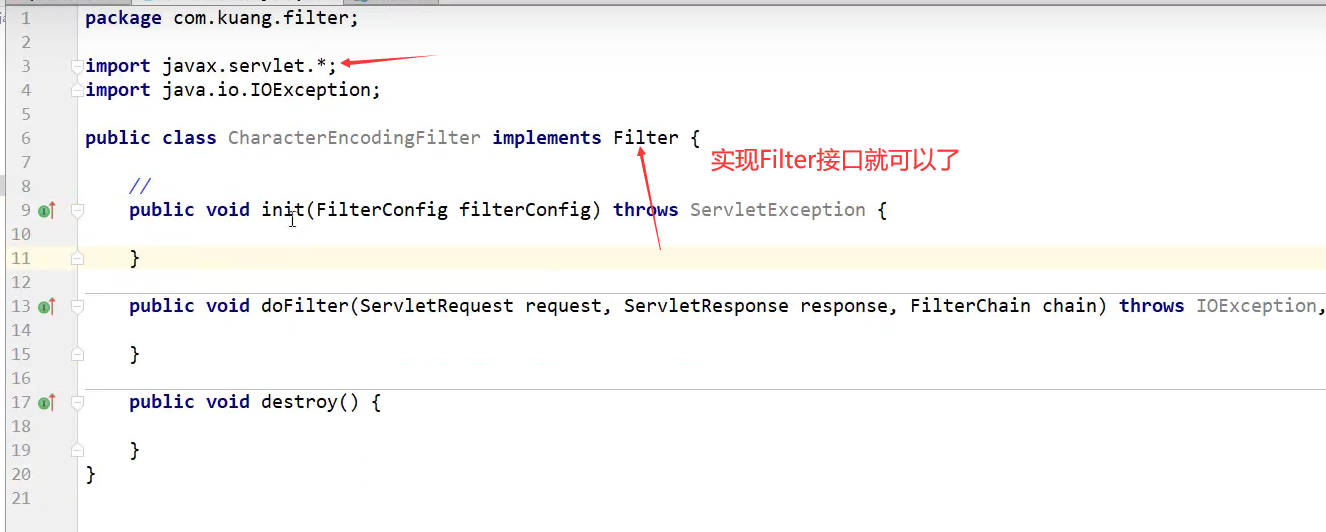 1 package com.kuang.filter;
2
3 import javax.servlet.*;
4 import java.io.IOException;
5
6 public class CharacterEncodingFilter implements Filter {
实现Filter接口就可以了
7
8 //
9 public void init(FilterConfig filterConfig) throws ServletException {
10
11 }
12
13 public void doFilter(ServletRequest request, ServletResponse response, FilterChain chain) throws IOException,
14
15 }
16
17 public void destroy() {
18
19 }
20 }
21